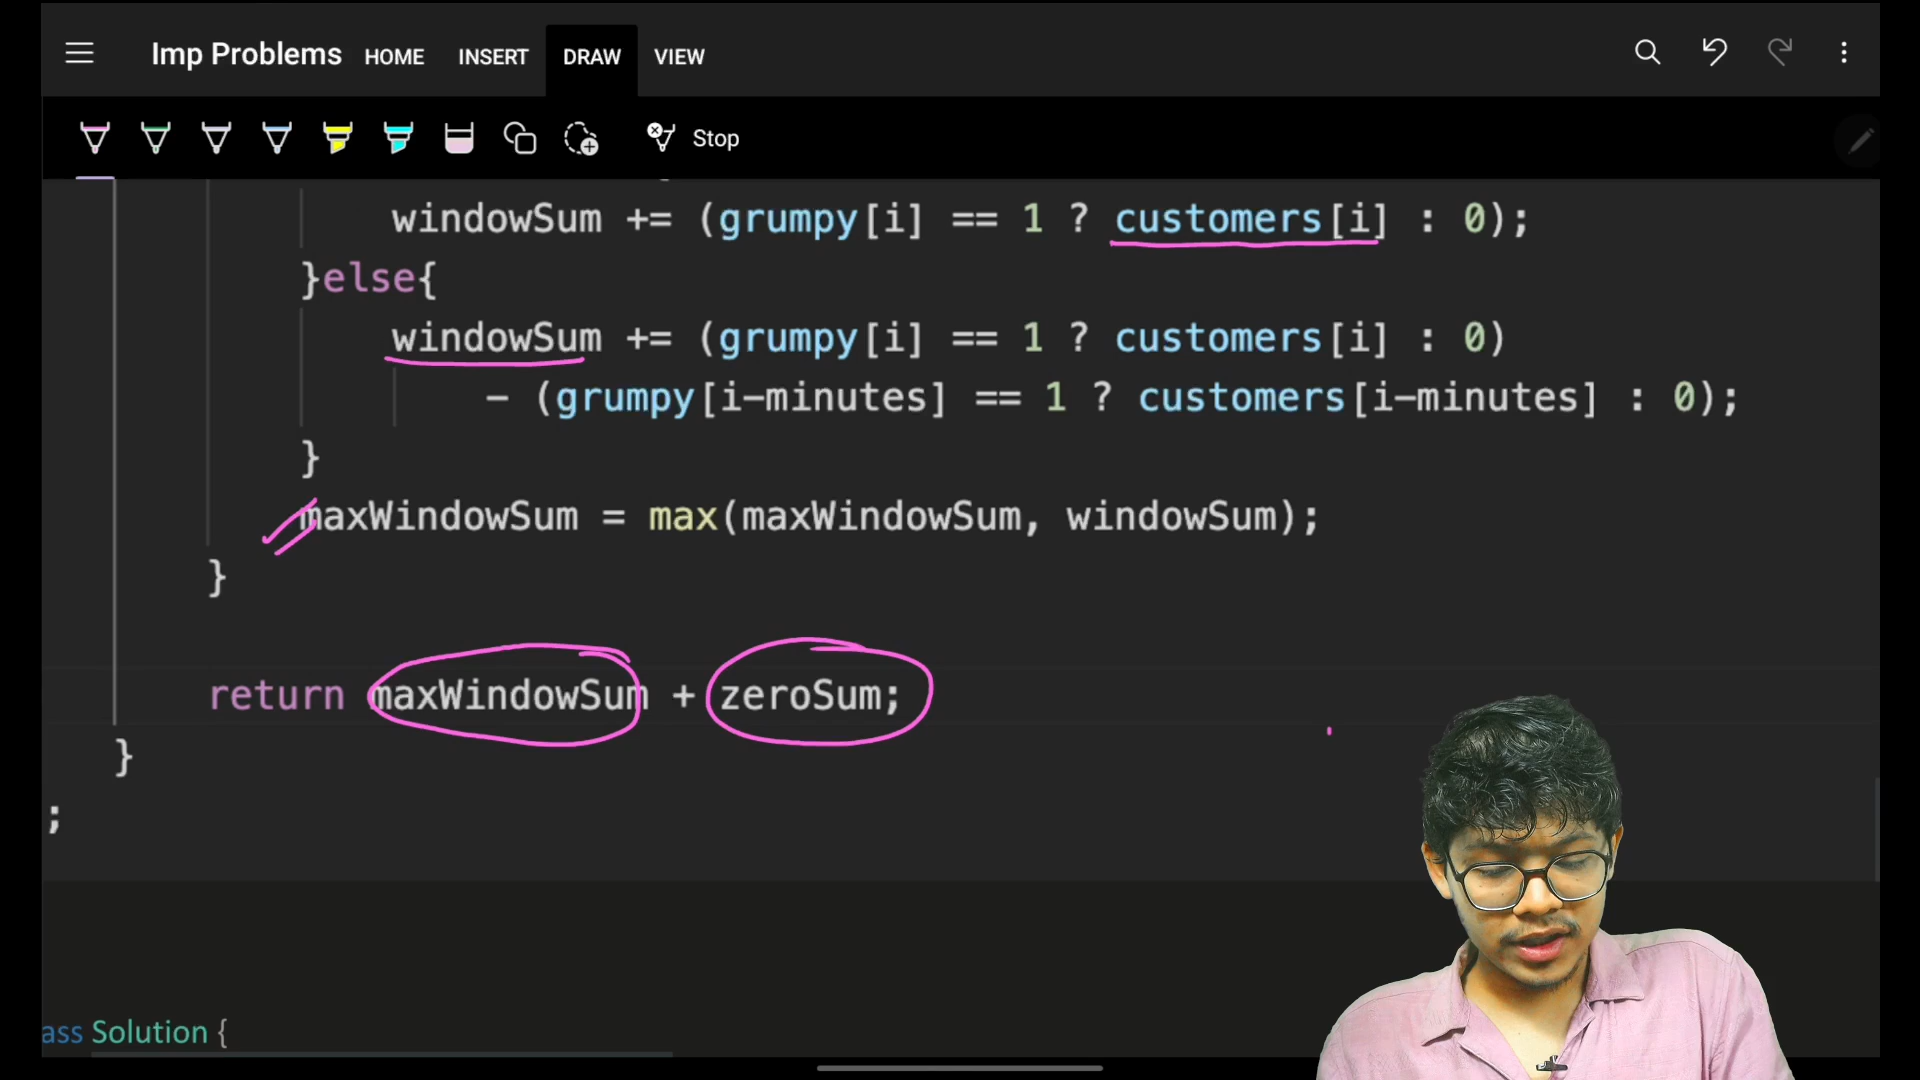 Imp Problems HOME INSERT DRAW VIEW
Stop
windowSum += (grumpy[i] == 1 ? customers[i] : 0);
}else{
windowSum += (grumpy[i] == 1 ? customers[i] : 0)
- (grumpy[i-minutes] == 1 ? customers[i-minutes] : 0);
}
maxWindowSum = max(maxWindowSum, windowSum);
}
return maxWindowSum + zeroSum;
}
;
ass Solution {